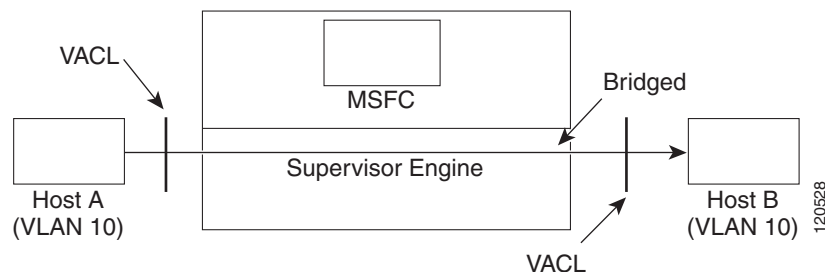 VACL
MSFC
Bridged
Supervisor Engine
Host A
(VLAN 10)
Host B
(VLAN 10)
VACL
120528